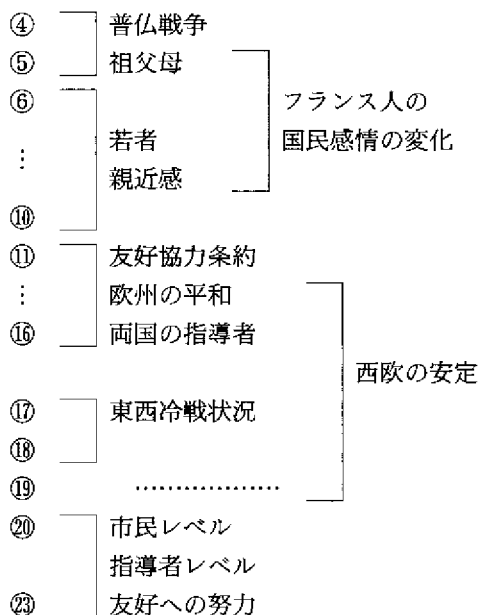 ④ 普仏戦争
⑤ 祖父母
⑥ フランス人の
若者 国民感情の変化
⋮ 親近感
⑩
⑪ 友好協力条約
⋮ 欧州の平和
⑯ 両国の指導者
西欧の安定
⑰ 東西冷戦状況
⑱
⑲ ………………
⑳ 市民レベル
指導者レベル
㉓ 友好への努力